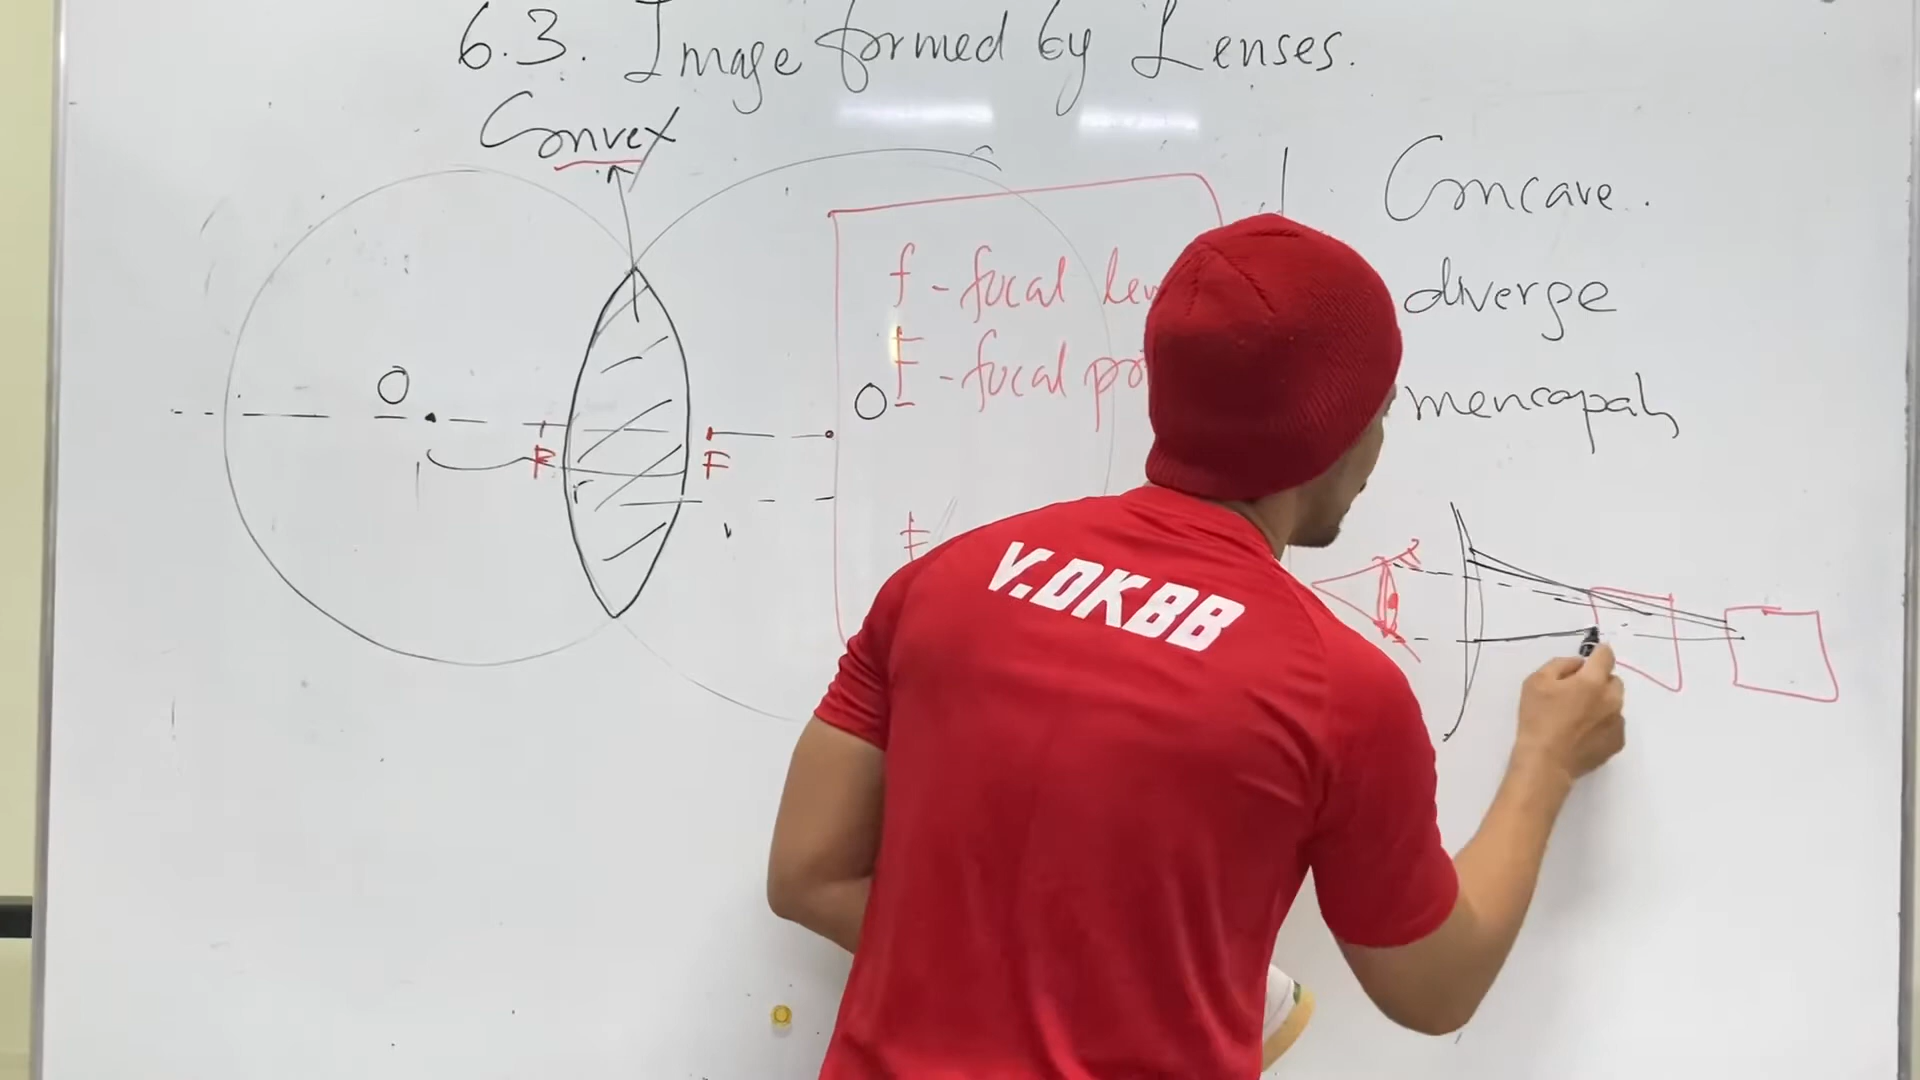 6.3. Image formed by Lenses.
Convex
Concave.
diverge
mencapah
f - focal
F - focal
O
O
F
F
r
V.DKBB